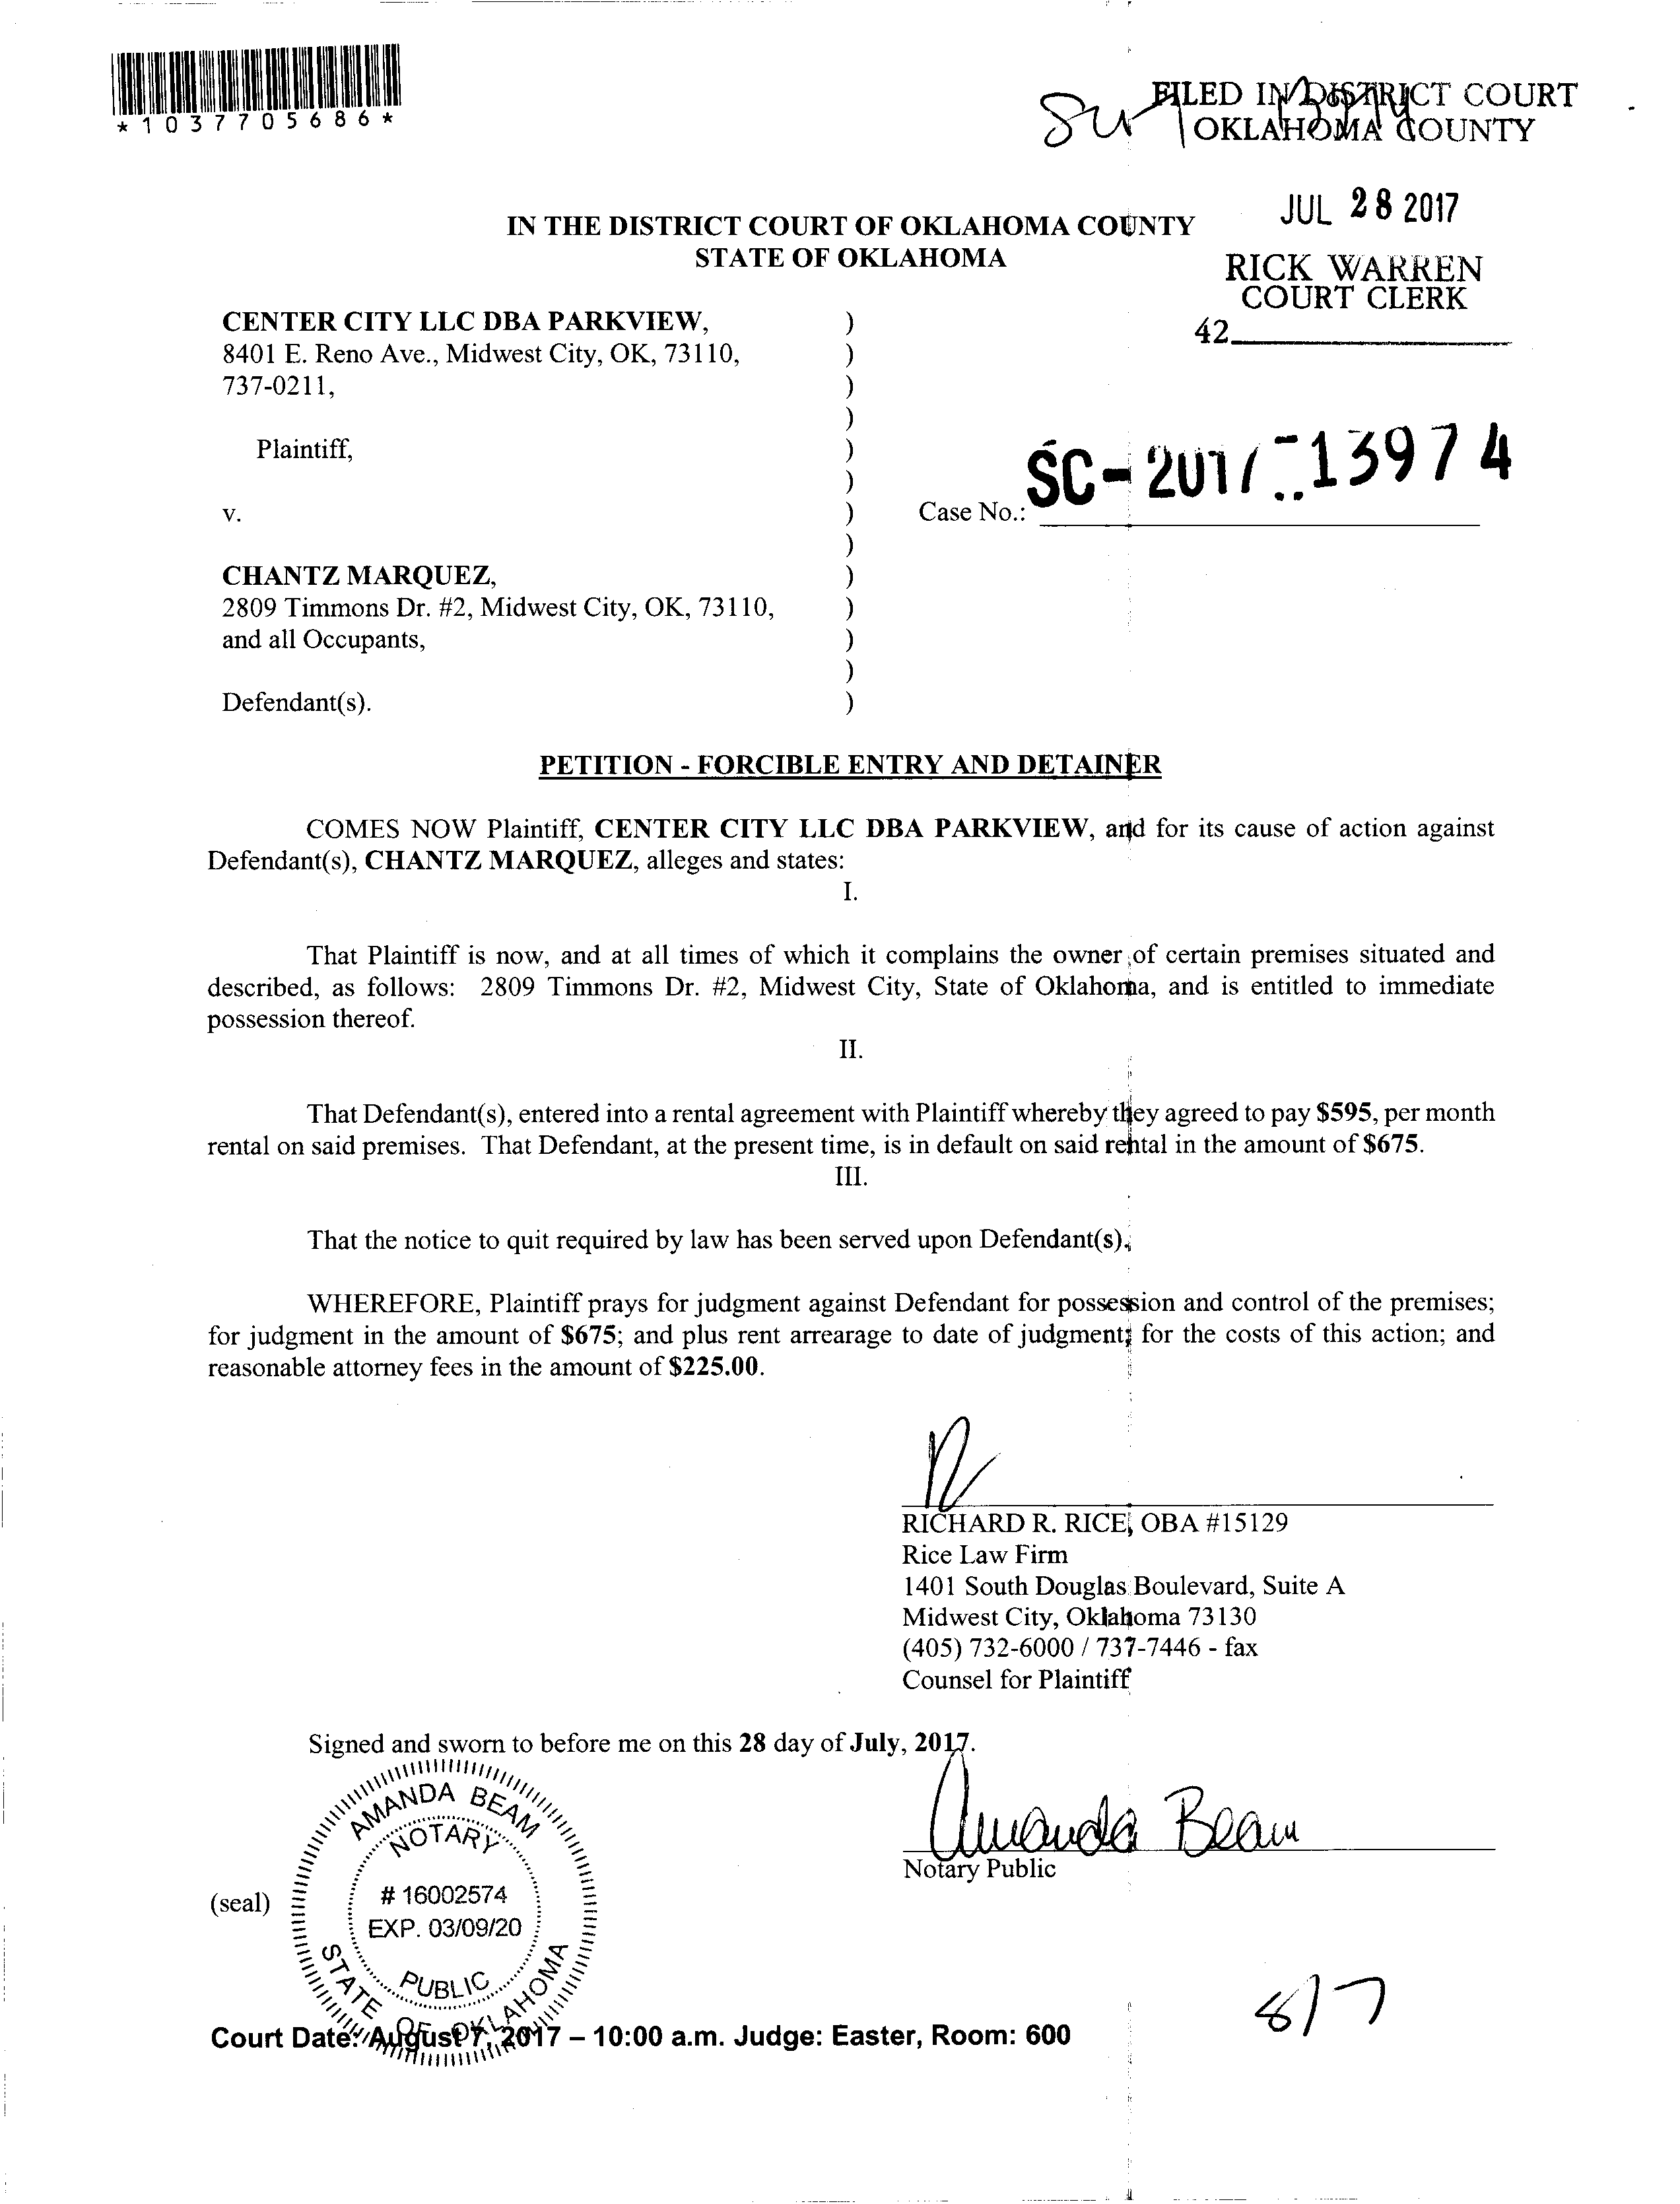 *1037705686*
FILED IN DISTRICT COURT
OKLAHOMA COUNTY
JUL 28 2017
RICK WARREN
COURT CLERK
42
IN THE DISTRICT COURT OF OKLAHOMA COUNTY
STATE OF OKLAHOMA
CENTER CITY LLC DBA PARKVIEW, )
8401 E. Reno Ave., Midwest City, OK, 73110, )
737-0211, )
)
Plaintiff, )
)
v. ) Case No.: SC-2017-13974
)
CHANTZ MARQUEZ, )
2809 Timmons Dr. #2, Midwest City, OK, 73110, )
and all Occupants, )
)
Defendant(s). )
PETITION - FORCIBLE ENTRY AND DETAINER
COMES NOW Plaintiff, CENTER CITY LLC DBA PARKVIEW, and for its cause of action against
Defendant(s), CHANTZ MARQUEZ, alleges and states:
I.
That Plaintiff is now, and at all times of which it complains the owner of certain premises situated and
described, as follows: 2809 Timmons Dr. #2, Midwest City, State of Oklahoma, and is entitled to immediate
possession thereof.
II.
That Defendant(s), entered into a rental agreement with Plaintiff whereby they agreed to pay $595, per month
rental on said premises. That Defendant, at the present time, is in default on said rental in the amount of $675.
III.
That the notice to quit required by law has been served upon Defendant(s).
WHEREFORE, Plaintiff prays for judgment against Defendant for possession and control of the premises;
for judgment in the amount of $675; and plus rent arrearage to date of judgment; for the costs of this action; and
reasonable attorney fees in the amount of $225.00.
RICHARD R. RICE, OBA #15129
Rice Law Firm
1401 South Douglas Boulevard, Suite A
Midwest City, Oklahoma 73130
(405) 732-6000 / 737-7446 - fax
Counsel for Plaintiff
Signed and sworn to before me on this 28 day of July, 2017.
Amanda Beam
Notary Public
(seal)
AMANDA BEAM
NOTARY
# 16002574
EXP. 03/09/20
PUBLIC
STATE OF OKLAHOMA
8/7
Court Date: August 7, 2017 – 10:00 a.m. Judge: Easter, Room: 600